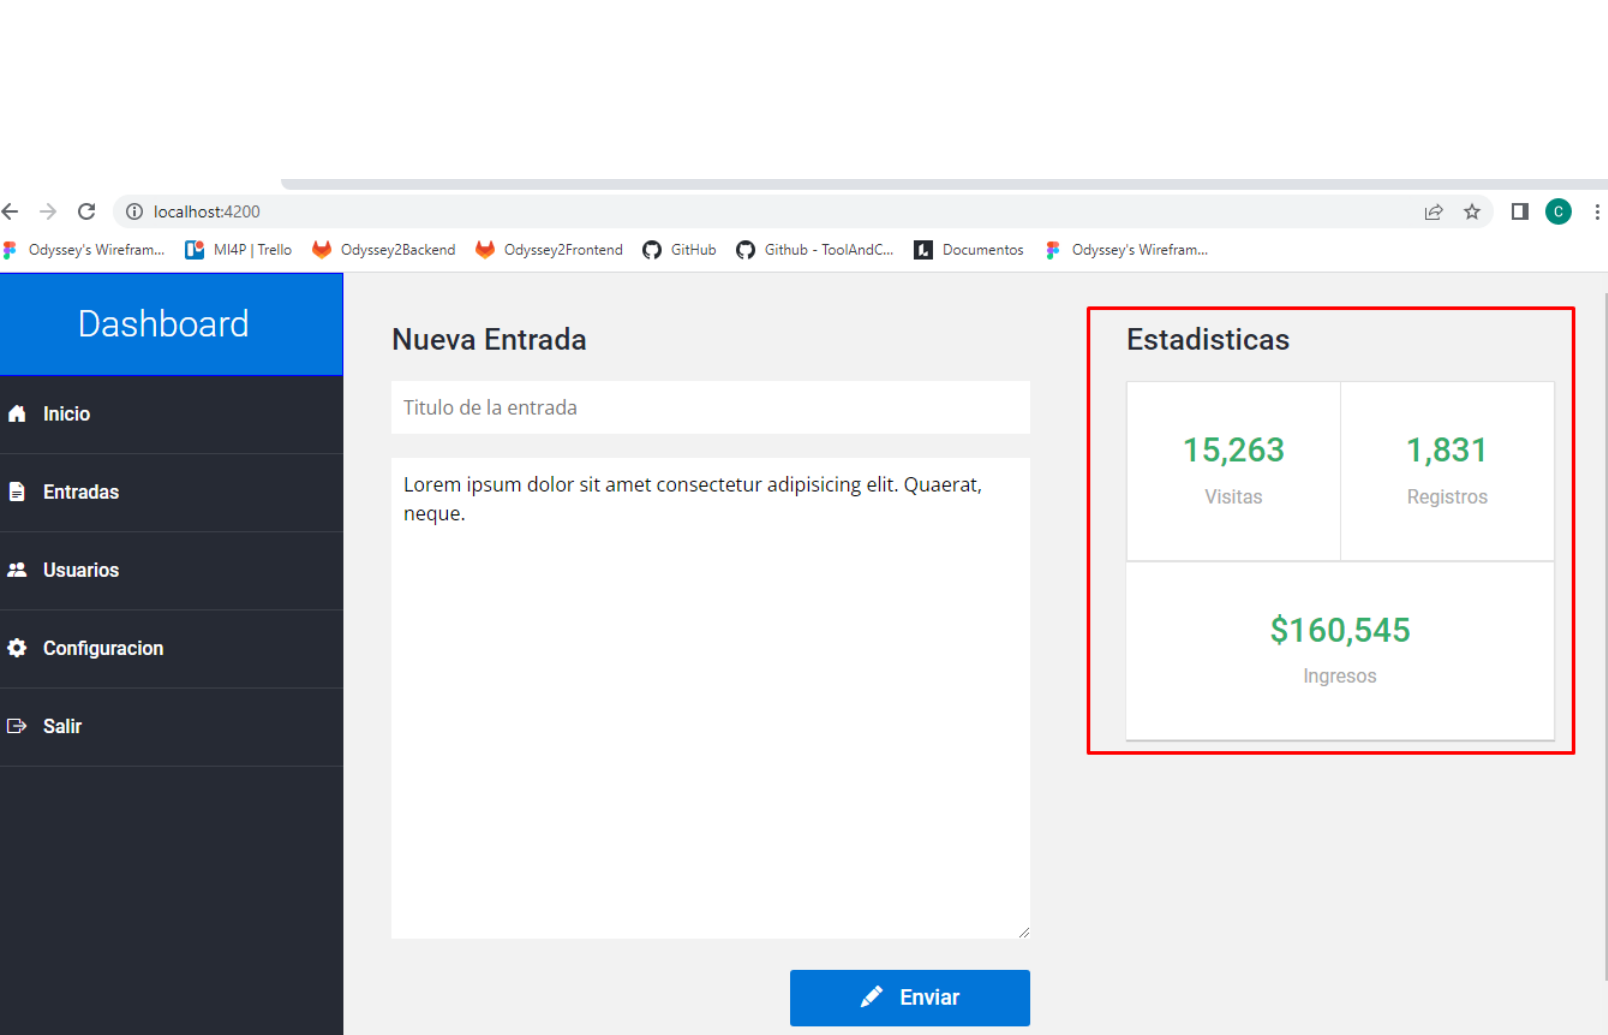 localhost:4200
C
Odyssey's Wirefram...
MI4P | Trello
Odyssey2Backend
Odyssey2Frontend
GitHub
Github - ToolAndC...
Documentos
Odyssey's Wirefram...
Dashboard
Inicio
Entradas
Usuarios
Configuracion
Salir
Nueva Entrada
Titulo de la entrada
Lorem ipsum dolor sit amet consectetur adipisicing elit. Quaerat,
neque.
Enviar
Estadisticas
15,263
Visitas
1,831
Registros
$160,545
Ingresos